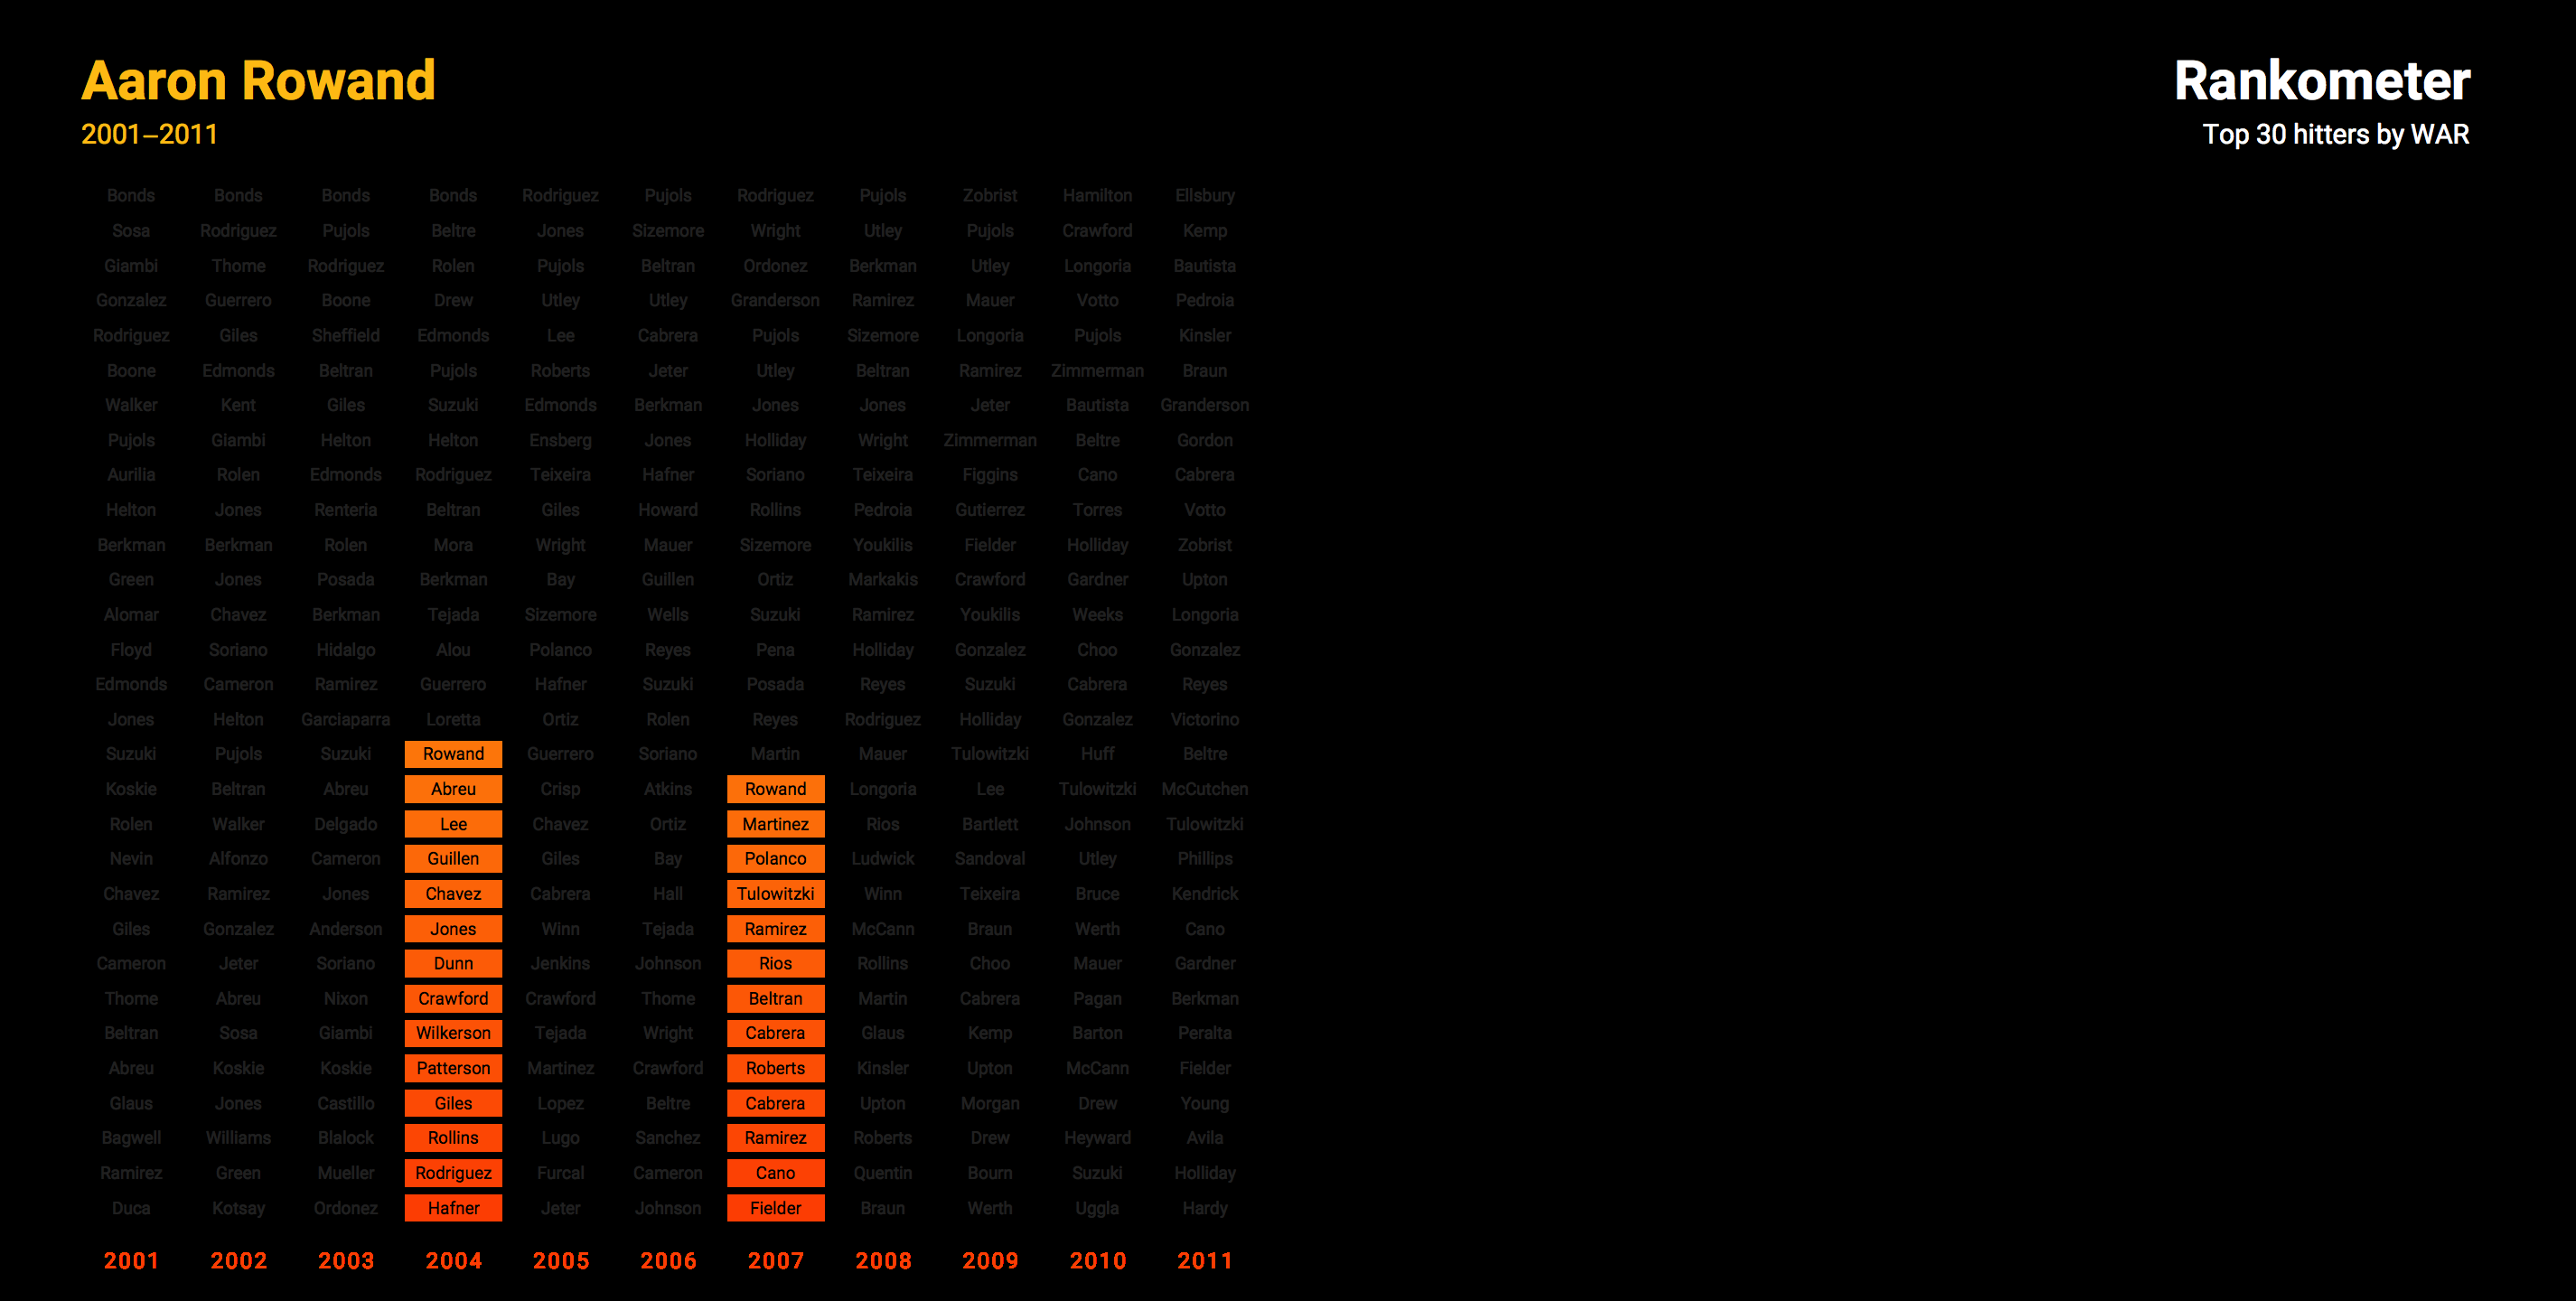 Aaron Rowand
2001–2011
Rankometer
Top 30 hitters by WAR
Bonds Bonds Bonds Bonds Rodriguez Pujols Rodriguez Pujols Zobrist Hamilton Ellsbury
Sosa Rodriguez Pujols Beltre Jones Sizemore Wright Utley Pujols Crawford Kemp
Giambi Thome Rodriguez Rolen Pujols Beltran Ordonez Berkman Utley Longoria Bautista
Gonzalez Guerrero Boone Drew Utley Utley Granderson Ramirez Mauer Votto Pedroia
Rodriguez Giles Sheffield Edmonds Lee Cabrera Pujols Sizemore Longoria Pujols Kinsler
Boone Edmonds Beltran Pujols Roberts Jeter Utley Beltran Ramirez Zimmerman Braun
Walker Kent Giles Suzuki Edmonds Berkman Jones Jones Jeter Bautista Granderson
Pujols Giambi Helton Helton Ensberg Jones Holliday Wright Zimmerman Beltre Gordon
Aurilia Rolen Edmonds Rodriguez Teixeira Hafner Soriano Teixeira Figgins Cano Cabrera
Helton Jones Renteria Beltran Giles Howard Rollins Pedroia Gutierrez Torres Votto
Berkman Berkman Rolen Mora Wright Mauer Sizemore Youkilis Fielder Holliday Zobrist
Green Jones Posada Berkman Bay Guillen Ortiz Markakis Crawford Gardner Upton
Alomar Chavez Berkman Tejada Sizemore Wells Suzuki Ramirez Youkilis Weeks Longoria
Floyd Soriano Hidalgo Alou Polanco Reyes Pena Holliday Gonzalez Choo Gonzalez
Edmonds Cameron Ramirez Guerrero Hafner Suzuki Posada Reyes Suzuki Cabrera Reyes
Jones Helton Garciaparra Loretta Ortiz Rolen Reyes Rodriguez Holliday Gonzalez Victorino
Suzuki Pujols Suzuki Rowand Guerrero Soriano Martin Mauer Tulowitzki Huff Beltre
Koskie Beltran Abreu Abreu Crisp Atkins Rowand Longoria Lee Tulowitzki McCutchen
Rolen Walker Delgado Lee Chavez Ortiz Martinez Rios Bartlett Johnson Tulowitzki
Nevin Alfonzo Cameron Guillen Giles Bay Polanco Ludwick Sandoval Utley Phillips
Chavez Ramirez Jones Chavez Cabrera Hall Tulowitzki Winn Teixeira Bruce Kendrick
Giles Gonzalez Anderson Jones Winn Tejada Ramirez McCann Braun Werth Cano
Cameron Jeter Soriano Dunn Jenkins Johnson Rios Rollins Choo Mauer Gardner
Thome Abreu Nixon Crawford Crawford Thome Beltran Martin Cabrera Pagan Berkman
Beltran Sosa Giambi Wilkerson Tejada Wright Cabrera Glaus Kemp Barton Peralta
Abreu Koskie Koskie Patterson Martinez Crawford Roberts Kinsler Upton McCann Fielder
Glaus Jones Castillo Giles Lopez Beltre Cabrera Upton Morgan Drew Young
Bagwell Williams Blalock Rollins Lugo Sanchez Ramirez Roberts Drew Heyward Avila
Ramirez Green Mueller Rodriguez Furcal Cameron Cano Quentin Bourn Suzuki Holliday
Duca Kotsay Ordonez Hafner Jeter Johnson Fielder Braun Werth Uggla Hardy
2001 2002 2003 2004 2005 2006 2007 2008 2009 2010 2011